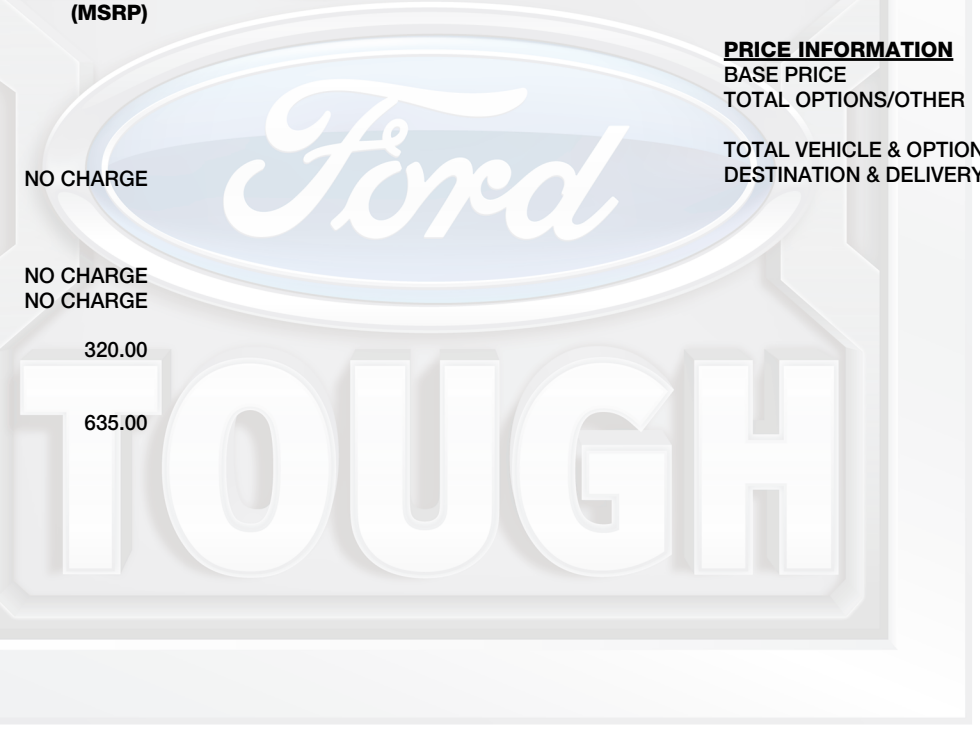 (MSRP)
NO CHARGE
NO CHARGE
NO CHARGE
320.00
635.00
PRICE INFORMATION
BASE PRICE
TOTAL OPTIONS/OTHER
TOTAL VEHICLE & OPTION
DESTINATION & DELIVERY
Ford
TOUGH